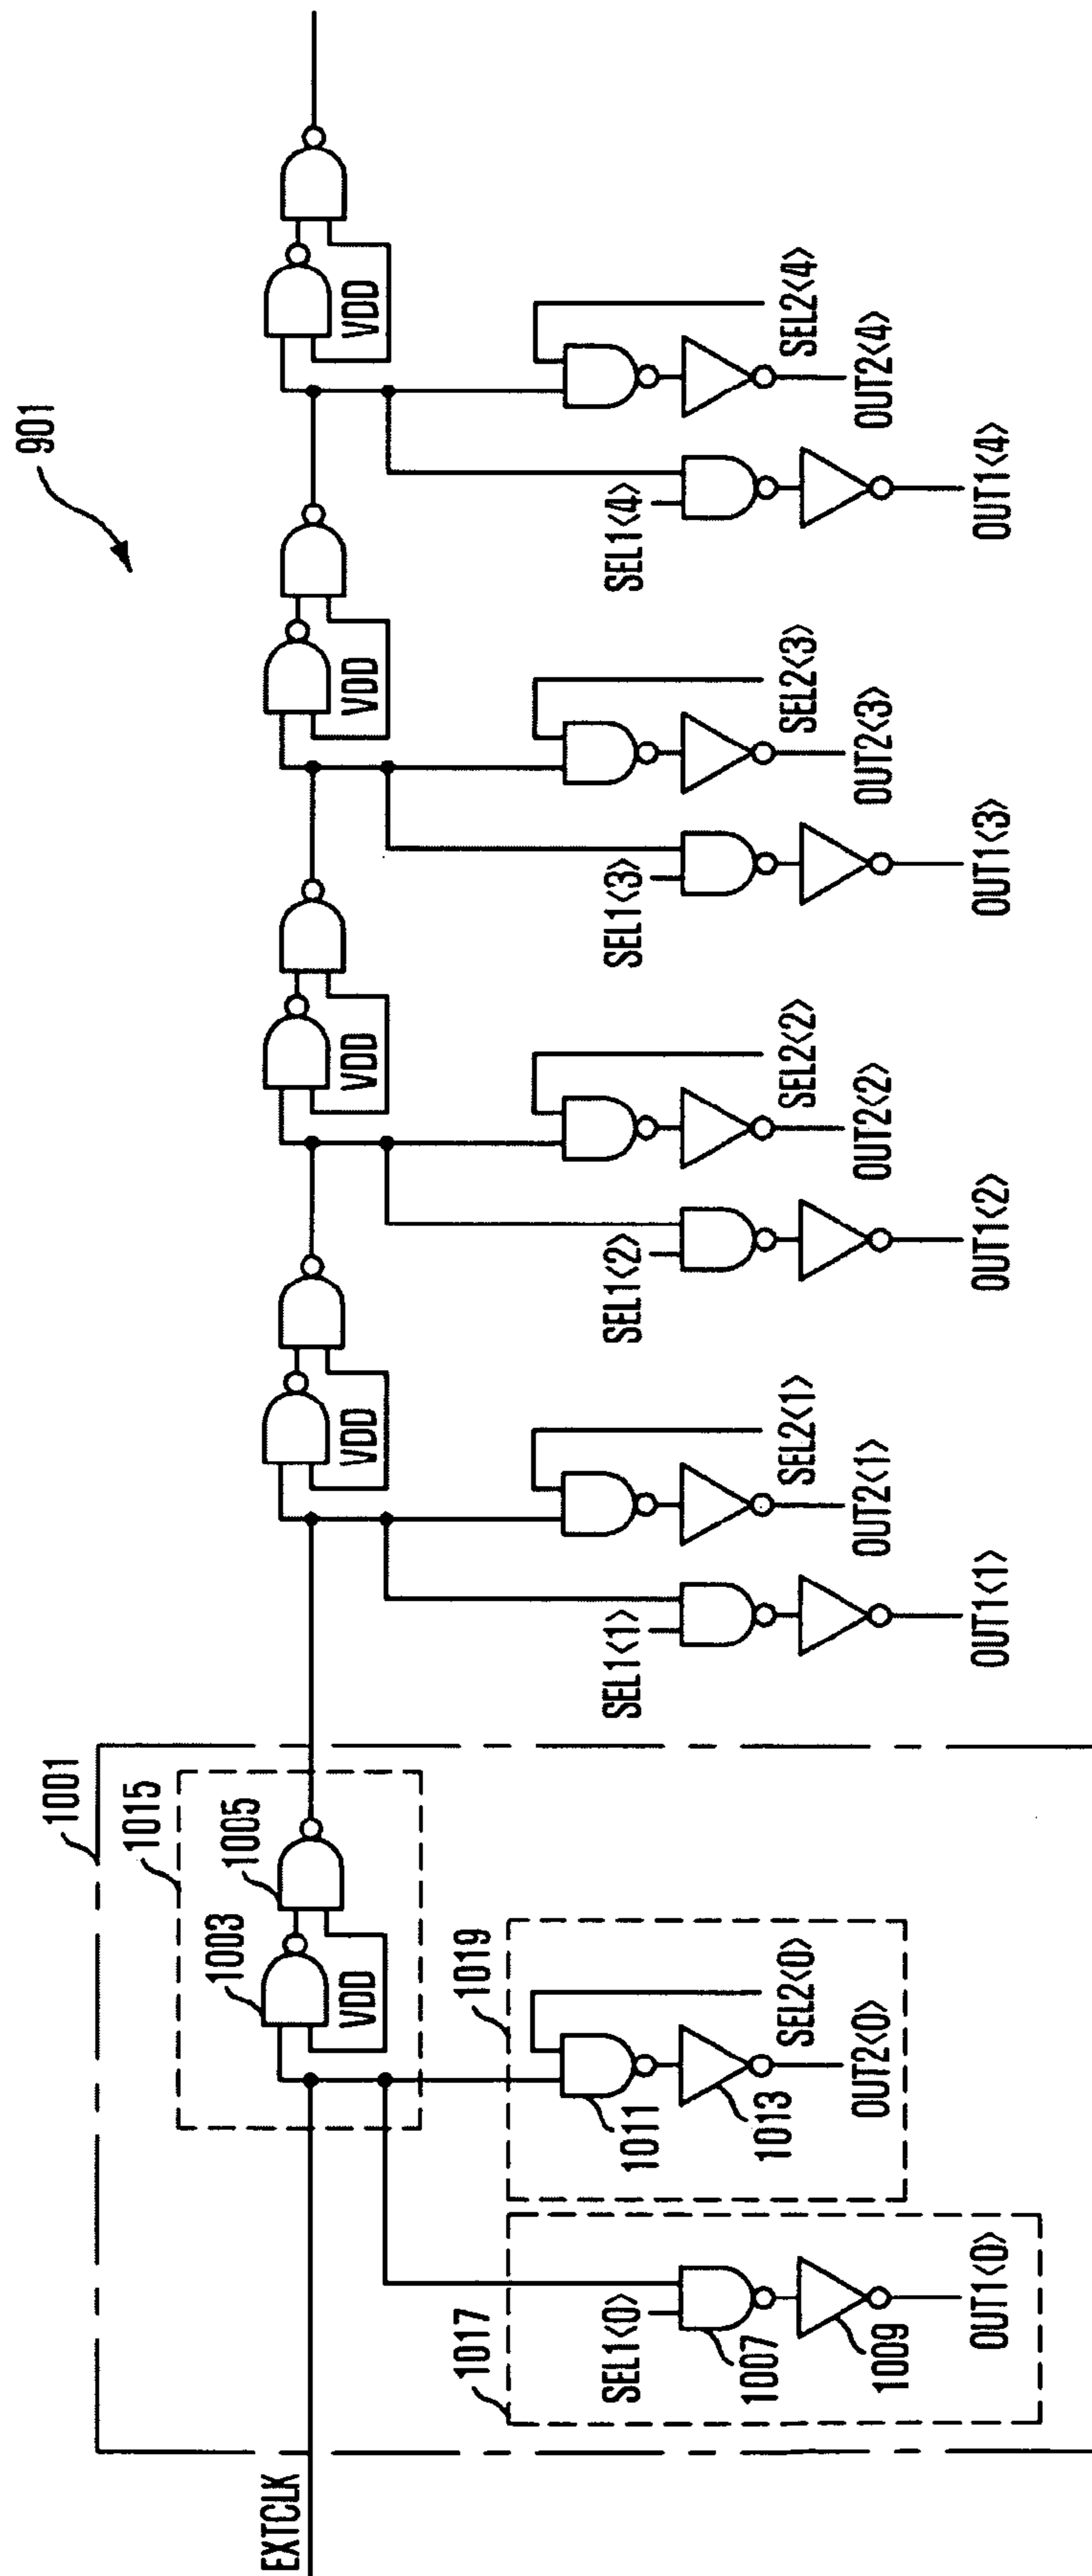 901
1001
1015
1005
1003
VDD
VDD
VDD
VDD
VDD
1019
1017
EXTCLK
SEL1<0>
1007
1009
OUT1<0>
1011
1013
SEL2<0>
OUT2<0>
SEL1<1>
OUT1<1>
SEL2<1>
OUT2<1>
SEL1<2>
OUT1<2>
SEL2<2>
OUT2<2>
SEL1<3>
OUT1<3>
SEL2<3>
OUT2<3>
SEL1<4>
OUT1<4>
SEL2<4>
OUT2<4>